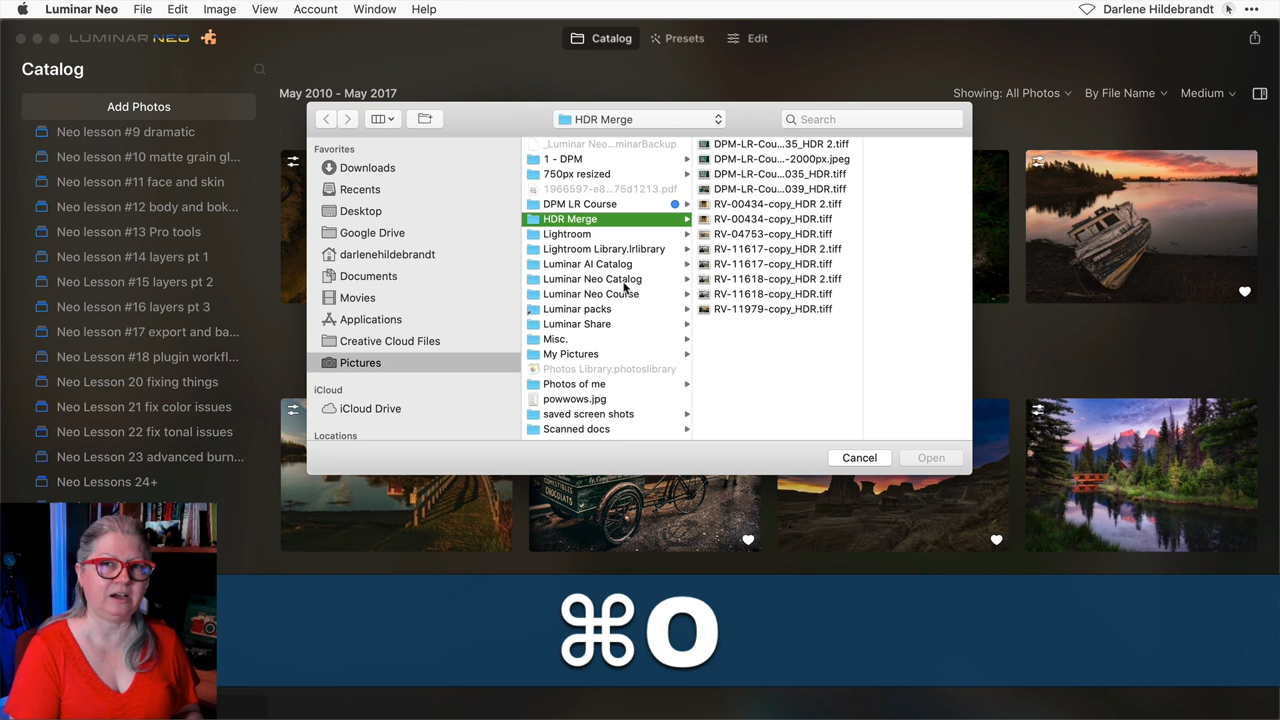 Luminar Neo File Edit Image View Account Window Help
Darlene Hildebrandt
LUMINAR NEO
Catalog Presets Edit
Catalog
Add Photos
Neo lesson #9 dramatic
Neo lesson #10 matte grain gl...
Neo lesson #11 face and skin
Neo lesson #12 body and bok...
Neo lesson #13 Pro tools
Neo lesson #14 layers pt 1
Neo Lesson #15 layers pt 2
Neo lesson #16 layers pt 3
Neo lesson #17 export and ba...
Neo Lesson #18 plugin workfl...
Neo Lesson 20 fixing things
Neo Lesson 21 fix color issues
Neo Lesson 22 fix tonal issues
Neo Lesson 23 advanced burn...
Neo Lessons 24+
May 2010 - May 2017
Showing: All Photos By File Name Medium
HDR Merge
Search
Favorites
Downloads
Recents
Desktop
Google Drive
darlenehildebrandt
Documents
Movies
Applications
Creative Cloud Files
Pictures
iCloud
iCloud Drive
Locations
_Luminar Neo...minarBackup
1 - DPM
750px resized
1966597-e8...75d1213.pdf
DPM LR Course
HDR Merge
Lightroom
Lightroom Library.lrlibrary
Luminar AI Catalog
Luminar Neo Catalog
Luminar Neo Course
Luminar packs
Luminar Share
Misc.
My Pictures
Photos Library.photoslibrary
Photos of me
powwows.jpg
saved screen shots
Scanned docs
DPM-LR-Cou...35_HDR 2.tiff
DPM-LR-Cou...-2000px.jpeg
DPM-LR-Cou...035_HDR.tiff
DPM-LR-Cou...039_HDR.tiff
RV-00434-copy_HDR 2.tiff
RV-00434-copy_HDR.tiff
RV-04753-copy_HDR.tiff
RV-11617-copy_HDR 2.tiff
RV-11617-copy_HDR.tiff
RV-11618-copy_HDR 2.tiff
RV-11618-copy_HDR.tiff
RV-11979-copy_HDR.tiff
Cancel Open
COMESTIBLES
CHOCOLATS
⌘O